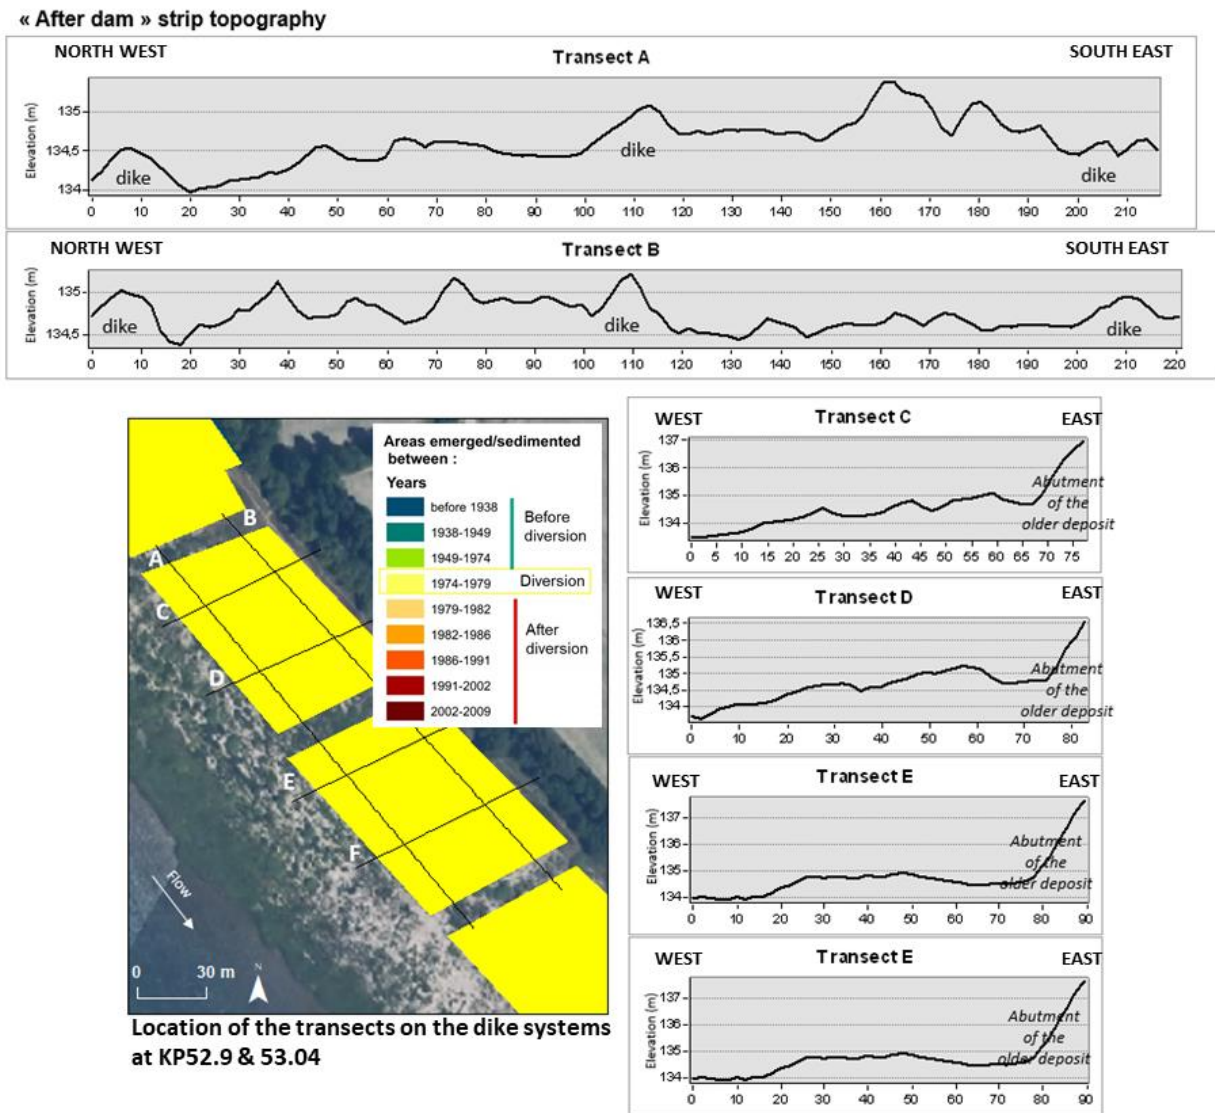 « After dam » strip topography
NORTH WEST
Transect A
SOUTH EAST
Elevation (m)
135
134,5
134
dike
dike
dike
0 10 20 30 40 50 60 70 80 90 100 110 120 130 140 150 160 170 180 190 200 210
NORTH WEST
Transect B
SOUTH EAST
Elevation (m)
135
134,5
dike
dike
dike
0 10 20 30 40 50 60 70 80 90 100 110 120 130 140 150 160 170 180 190 200 210 220
Areas emerged/sedimented
between :
Years
before 1938
1938-1949
1949-1974
1974-1979
1979-1982
1982-1986
1986-1991
1991-2002
2002-2009
Before
diversion
Diversion
After
diversion
B
A
C
D
E
F
Flow
0 30 m
N
Location of the transects on the dike systems
at KP52.9 & 53.04
WEST
Transect C
EAST
Elevation (m)
137
136
135
134
Abutment
of the
older deposit
0 5 10 15 20 25 30 35 40 45 50 55 60 65 70 75
WEST
Transect D
EAST
Elevation (m)
136,5
136
135,5
135
134,5
134
Abutment
of the
older deposit
0 10 20 30 40 50 60 70 80
WEST
Transect E
EAST
Elevation (m)
137
136
135
134
Abutment
of the
older deposit
0 10 20 30 40 50 60 70 80 90
WEST
Transect E
EAST
Elevation (m)
137
136
135
134
Abutment
of the
older deposit
0 10 20 30 40 50 60 70 80 90